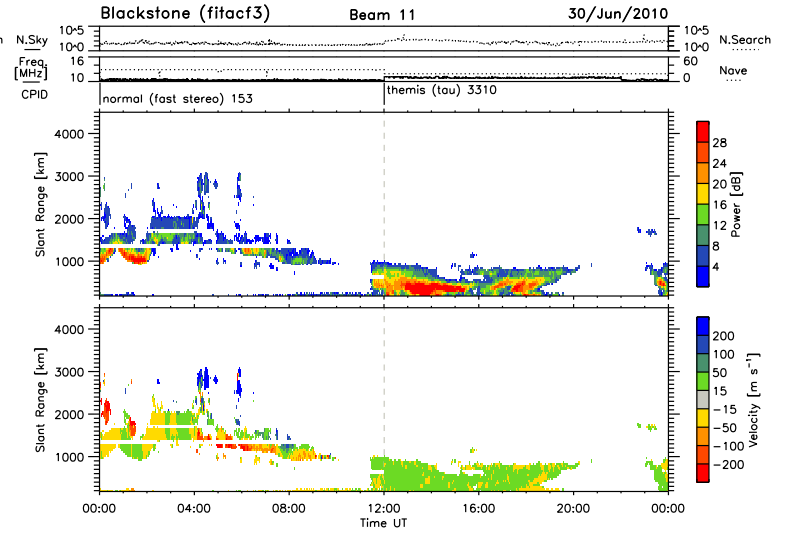 Blackstone (fitacf3) Beam 11 30/Jun/2010
n N.Sky 10^5 10^0 10^5 10^0 N.Search
Freq. [MHz] 16 10 60 0 Nave
CPID normal (fast stereo) 153 themis (tau) 3310
Slant Range [km] 4000 3000 2000 1000
28 24 20 16 12 8 4 Power [dB]
Slant Range [km] 4000 3000 2000 1000
200 100 50 15 -15 -50 -100 -200 Velocity [m s⁻¹]
00:00 04:00 08:00 12:00 16:00 20:00 00:00
Time UT